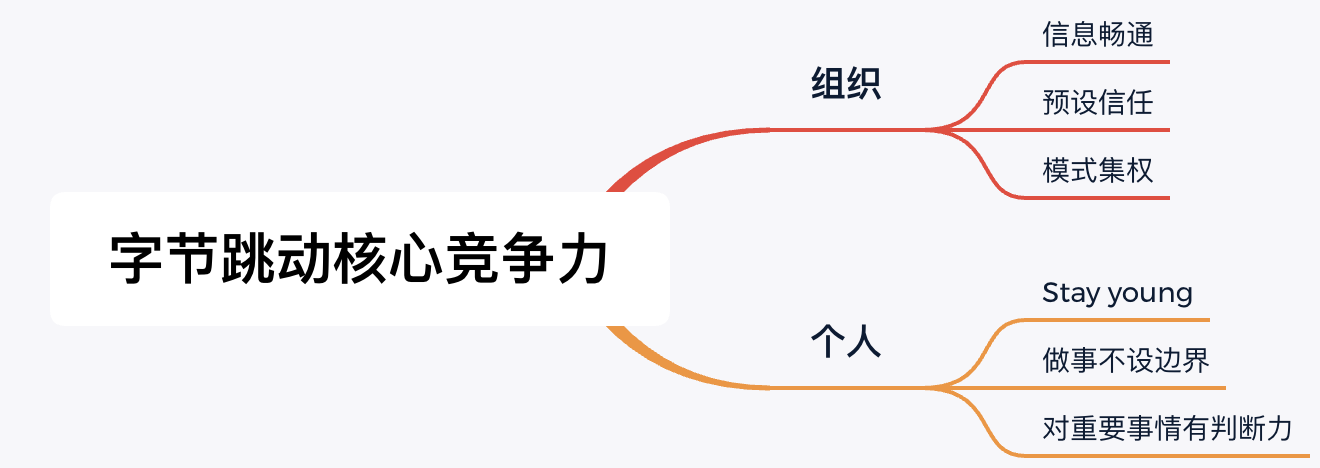 字节跳动核心竞争力
组织
信息畅通
预设信任
模式集权
个人
Stay young
做事不设边界
对重要事情有判断力